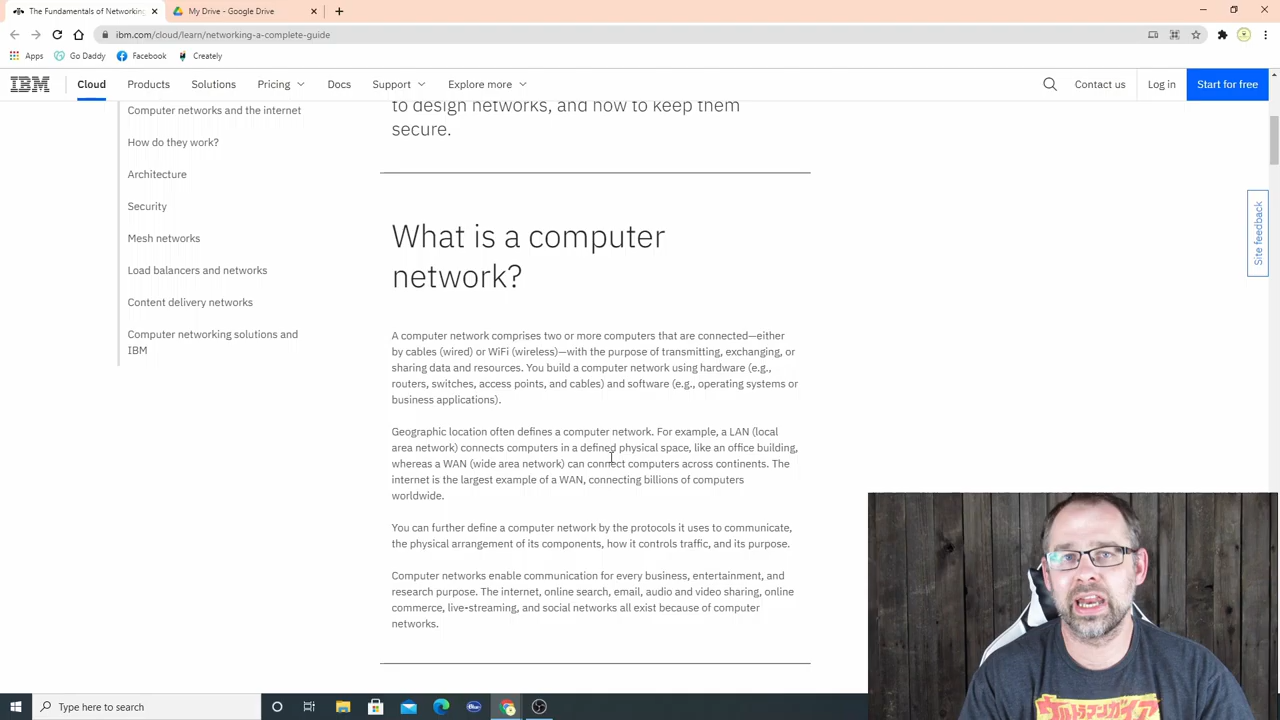 The Fundamentals of Networking
My Drive - Google Drive
ibm.com/cloud/learn/networking-a-complete-guide
Apps
Go Daddy
Facebook
Creately
IBM
Cloud
Products
Solutions
Pricing
Docs
Support
Explore more
Contact us
Log in
Start for free
Computer networks and the internet
How do they work?
Architecture
Security
Mesh networks
Load balancers and networks
Content delivery networks
Computer networking solutions and
IBM
to design networks, and how to keep them
secure.
What is a computer
network?
A computer network comprises two or more computers that are connected—either
by cables (wired) or WiFi (wireless)—with the purpose of transmitting, exchanging, or
sharing data and resources. You build a computer network using hardware (e.g.,
routers, switches, access points, and cables) and software (e.g., operating systems or
business applications).
Geographic location often defines a computer network. For example, a LAN (local
area network) connects computers in a defined physical space, like an office building,
whereas a WAN (wide area network) can connect computers across continents. The
internet is the largest example of a WAN, connecting billions of computers
worldwide.
You can further define a computer network by the protocols it uses to communicate,
the physical arrangement of its components, how it controls traffic, and its purpose.
Computer networks enable communication for every business, entertainment, and
research purpose. The internet, online search, email, audio and video sharing, online
commerce, live-streaming, and social networks all exist because of computer
networks.
Site feedback
ウルトラマンガイア
Type here to search